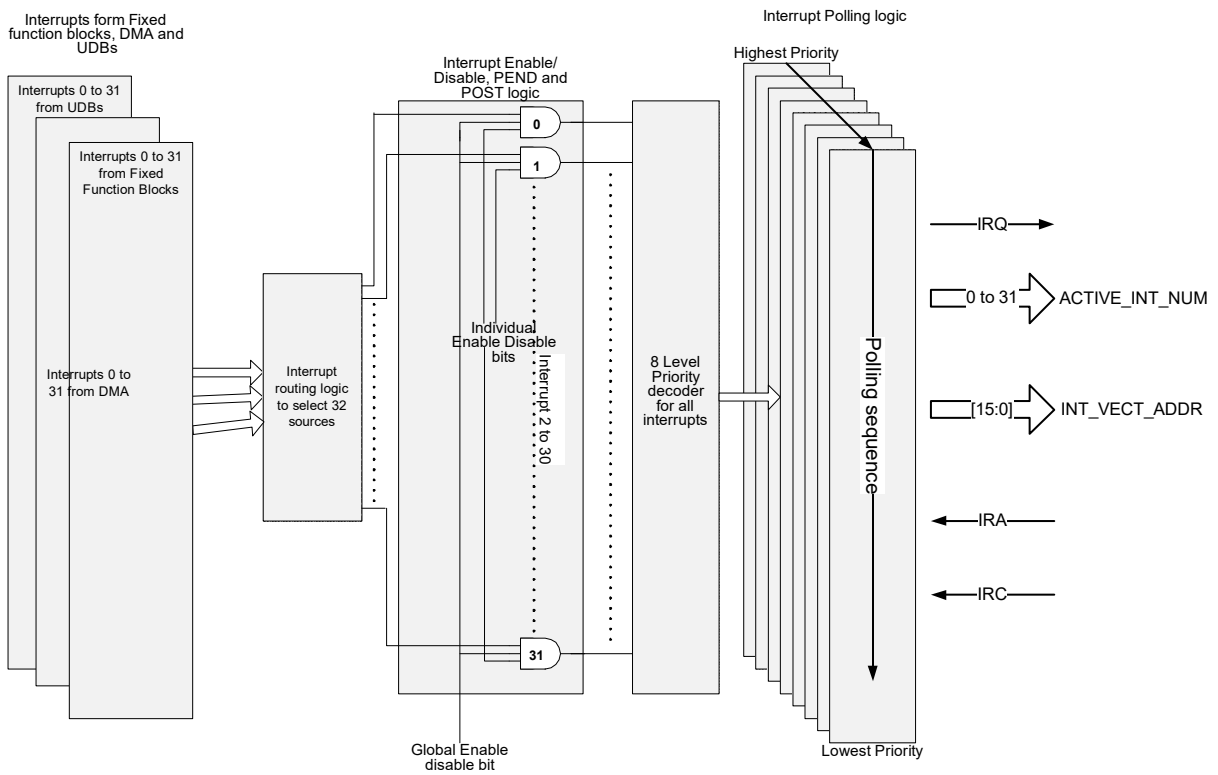 Interrupts form Fixed
function blocks, DMA and
UDBs
Interrupts 0 to 31
from UDBs
Interrupts 0 to 31
from Fixed
Function Blocks
Interrupts 0 to
31 from DMA
Interrupt
routing logic
to select 32
sources
Interrupt Enable/
Disable, PEND and
POST logic
0
1
Individual
Enable Disable
bits
Interrupt 2 to 30
31
Global Enable
disable bit
8 Level
Priority
decoder
for all
interrupts
Interrupt Polling logic
Highest Priority
Polling sequence
Lowest Priority
IRQ
0 to 31
ACTIVE_INT_NUM
[15:0]
INT_VECT_ADDR
IRA
IRC